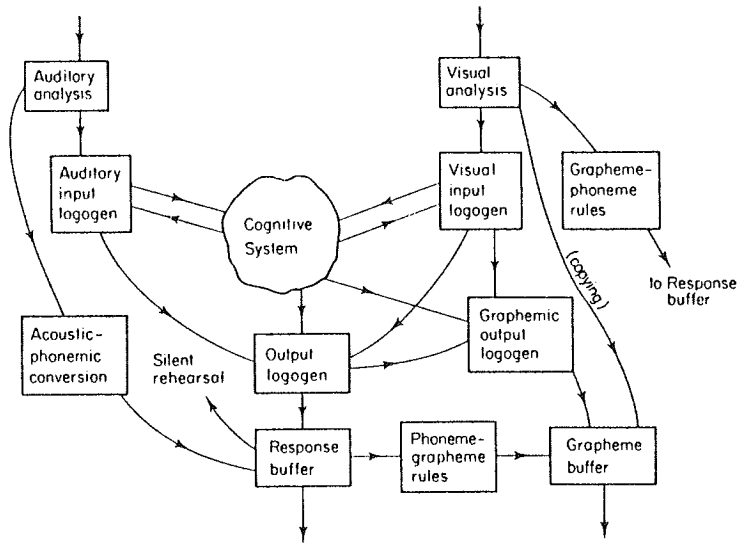 Auditory
analysis
Visual
analysis
Auditory
input
logogen
Visual
input
logogen
Grapheme-
phoneme
rules
Cognitive
System
(copying)
to Response
buffer
Acoustic-
phonemic
conversion
Silent
rehearsal
Output
logogen
Graphemic
output
logogen
Response
buffer
Phoneme-
grapheme
rules
Grapheme
buffer